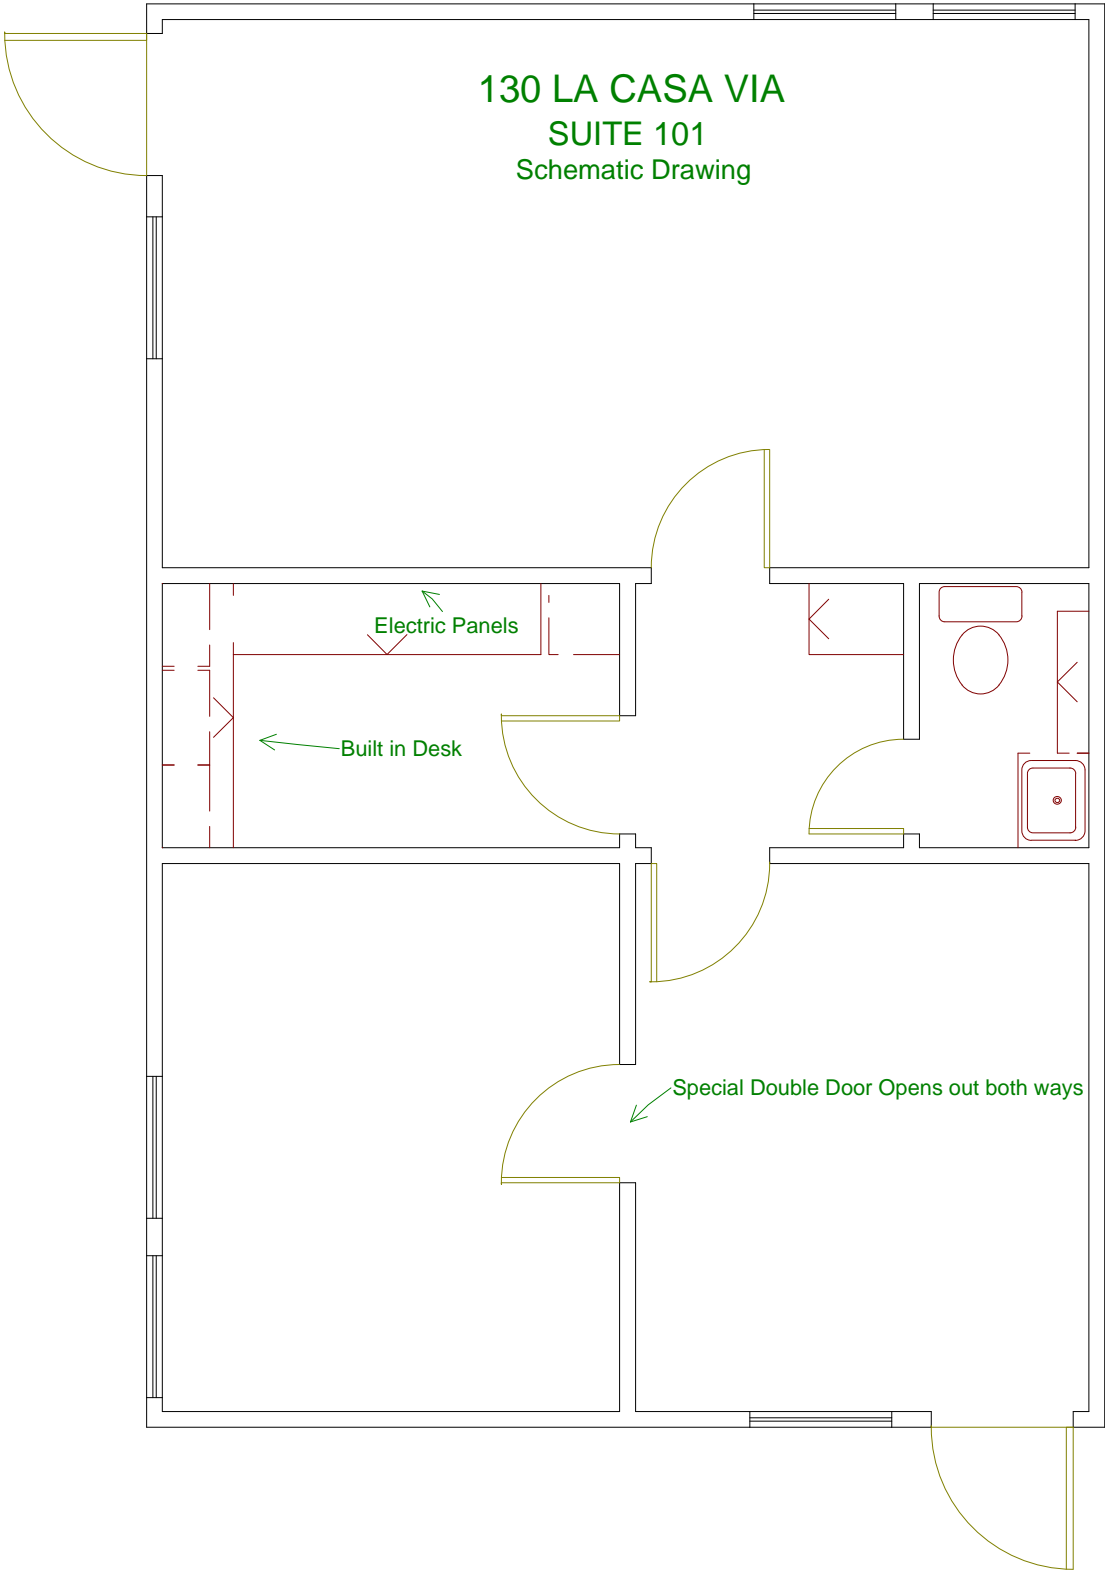 130 LA CASA VIA
SUITE 101
Schematic Drawing
Electric Panels
Built in Desk
Special Double Door Opens out both ways